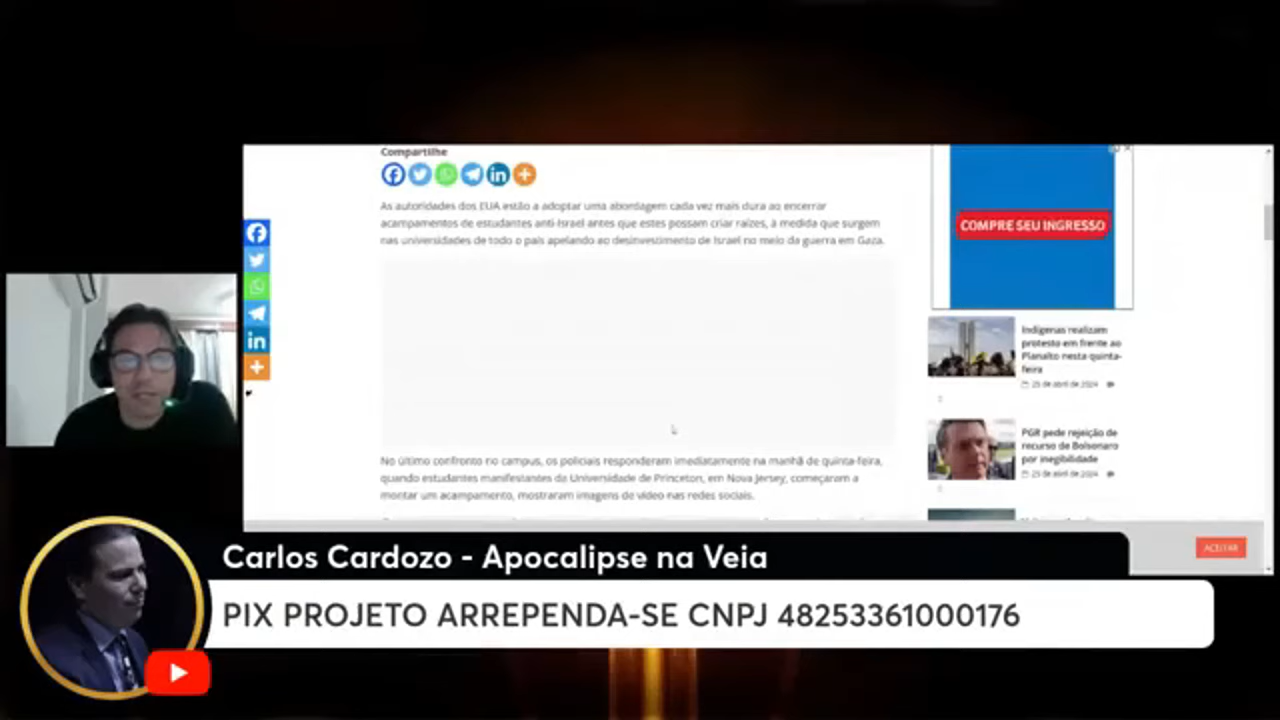 Compartilhe
As autoridades dos EUA estão a adoptar uma abordagem cada vez mais dura ao encerrar
acampamentos de estudantes anti-Israel antes que estes possam criar raízes, à medida que surgem
nas universidades de todo o país apelando ao desinvestimento de Israel no meio da guerra em Gaza.
No último confronto no campus, os policiais responderam imediatamente na manhã de quinta-feira,
quando estudantes manifestantes da Universidade de Princeton, em Nova Jersey, começaram a
montar um acampamento, mostraram imagens de vídeo nas redes sociais.
COMPRE SEU INGRESSO
Indígenas realizam
protesto em frente ao
Planalto nesta quinta-
feira
25 de abril de 2024
PGR pede rejeição de
recurso de Bolsonaro
por inegibilidade
25 de abril de 2024
ACEITAR
Carlos Cardozo - Apocalipse na Veia
PIX PROJETO ARREPENDA-SE CNPJ 48253361000176